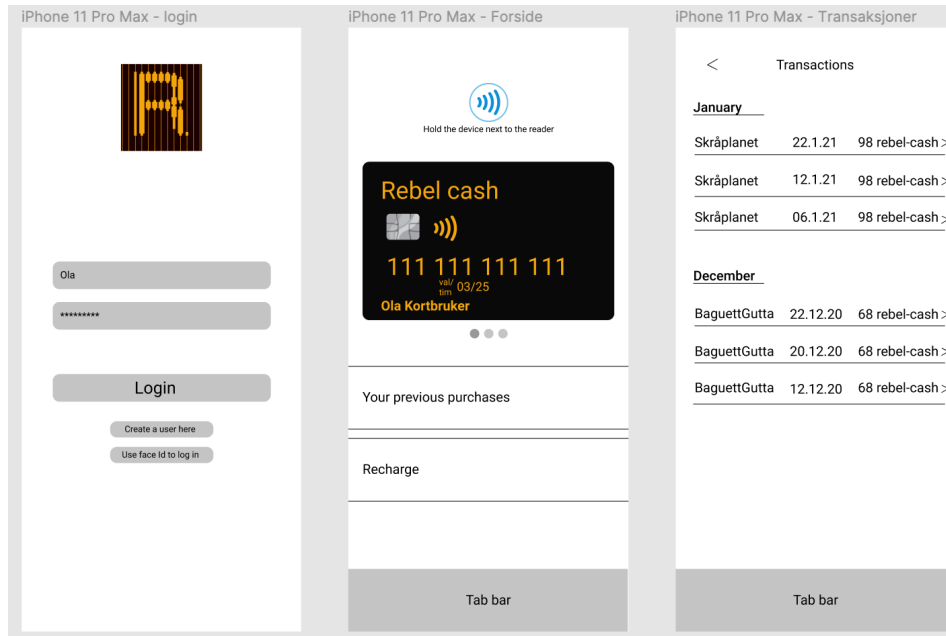 iPhone 11 Pro Max - login
R.
Ola
*********
Login
Create a user here
Use face Id to log in
iPhone 11 Pro Max - Forside
Hold the device next to the reader
Rebel cash
111 111 111 111
val/
tim 03/25
Ola Kortbruker
Your previous purchases
Recharge
Tab bar
iPhone 11 Pro Max - Transaksjoner
< Transactions
January
Skråplanet 22.1.21 98 rebel-cash >
Skråplanet 12.1.21 98 rebel-cash >
Skråplanet 06.1.21 98 rebel-cash >
December
BaguettGutta 22.12.20 68 rebel-cash >
BaguettGutta 20.12.20 68 rebel-cash >
BaguettGutta 12.12.20 68 rebel-cash >
Tab bar